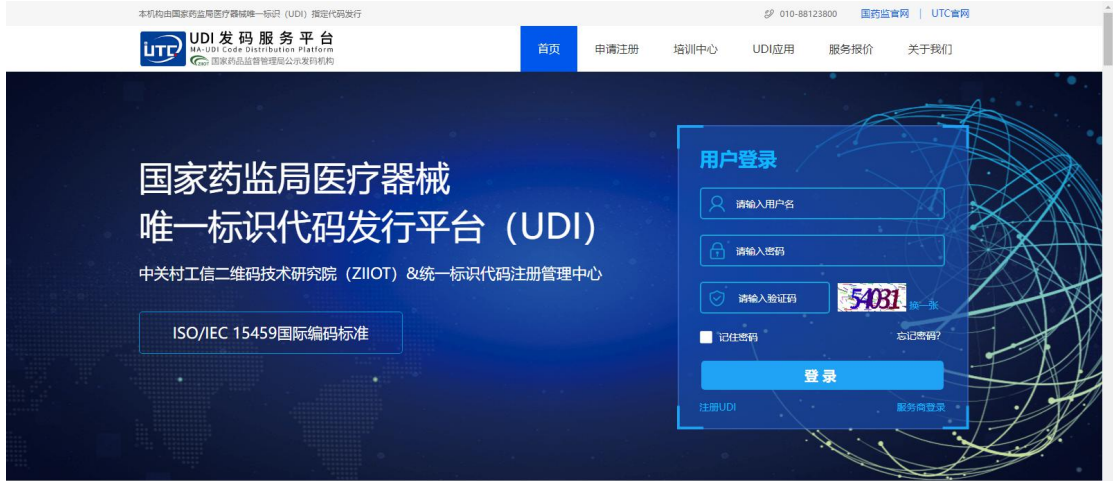 本机构由国家药监局医疗器械唯一标识（UDI）指定代码发行
010-88123800 国药监官网 | UTC官网
UTC
UDI 发码服务平台
MA-UDI Code Distribution Platform
ZIIOT 国家药品监督管理局公示发码机构
首页 申请注册 培训中心 UDI应用 服务报价 关于我们
国家药监局医疗器械
唯一标识代码发行平台（UDI）
中关村工信二维码技术研究院（ZIIOT）&统一标识代码注册管理中心
ISO/IEC 15459国际编码标准
用户登录
请输入用户名
请输入密码
请输入验证码 54031 换一张
记住密码 忘记密码?
登 录
注册UDI 服务商登录